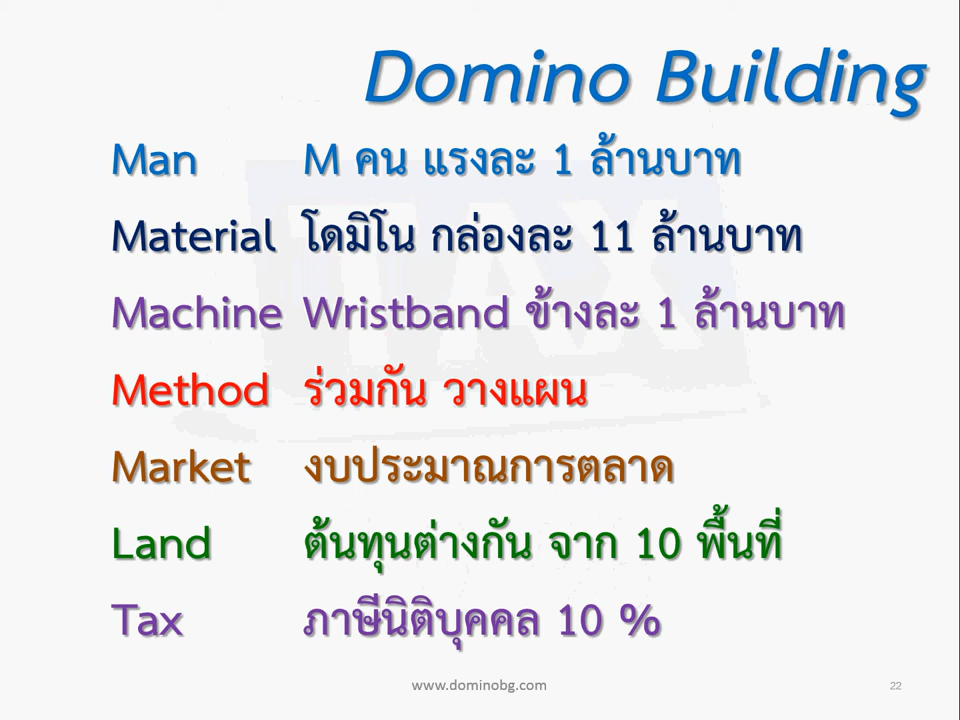 Domino Building
Man M คน แรงละ 1 ล้านบาท
Material โดมิโน กล่องละ 11 ล้านบาท
Machine Wristband ข้างละ 1 ล้านบาท
Method ร่วมกัน วางแผน
Market งบประมาณการตลาด
Land ต้นทุนต่างกัน จาก 10 พื้นที่
Tax ภาษีนิติบุคคล 10 %
www.dominobg.com
22
TAX